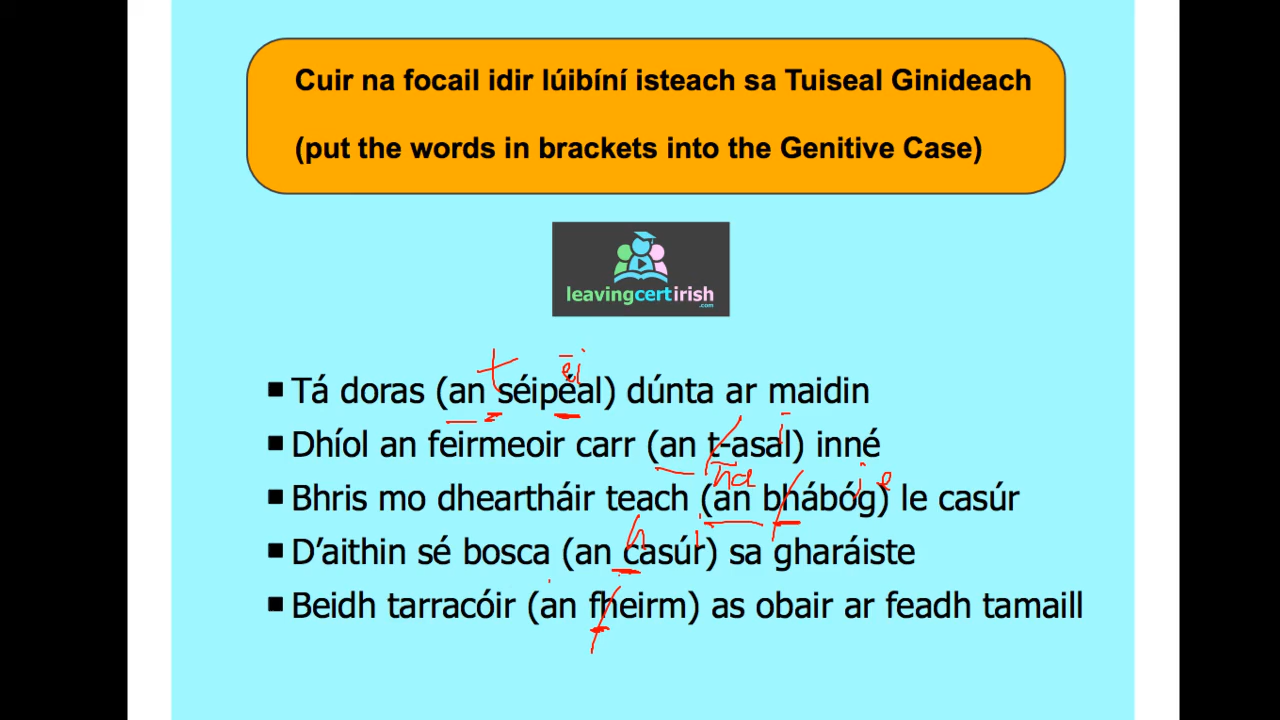 Cuir na focail idir lúibíní isteach sa Tuiseal Ginideach
(put the words in brackets into the Genitive Case)
leavingcertirish
.com
t éi
Tá doras (an séipéal) dúnta ar maidin
i
Dhíol an feirmeoir carr (an t-asal) inné
na i e
Bhris mo dheartháir teach (an bhábóg) le casúr
h i
D’aithin sé bosca (an casúr) sa gharáiste
Beidh tarracóir (an fheirm) as obair ar feadh tamaill